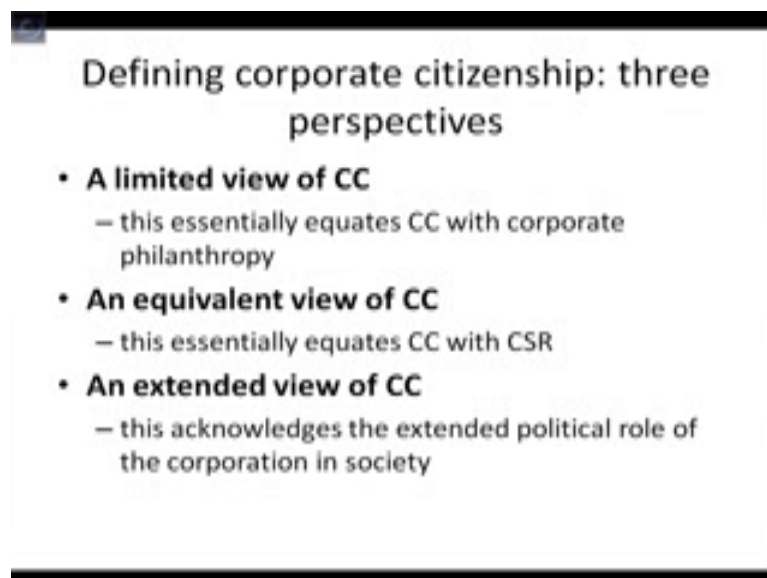 Defining corporate citizenship: three
perspectives
• A limited view of CC
– this essentially equates CC with corporate
philanthropy
• An equivalent view of CC
– this essentially equates CC with CSR
• An extended view of CC
– this acknowledges the extended political role of
the corporation in society